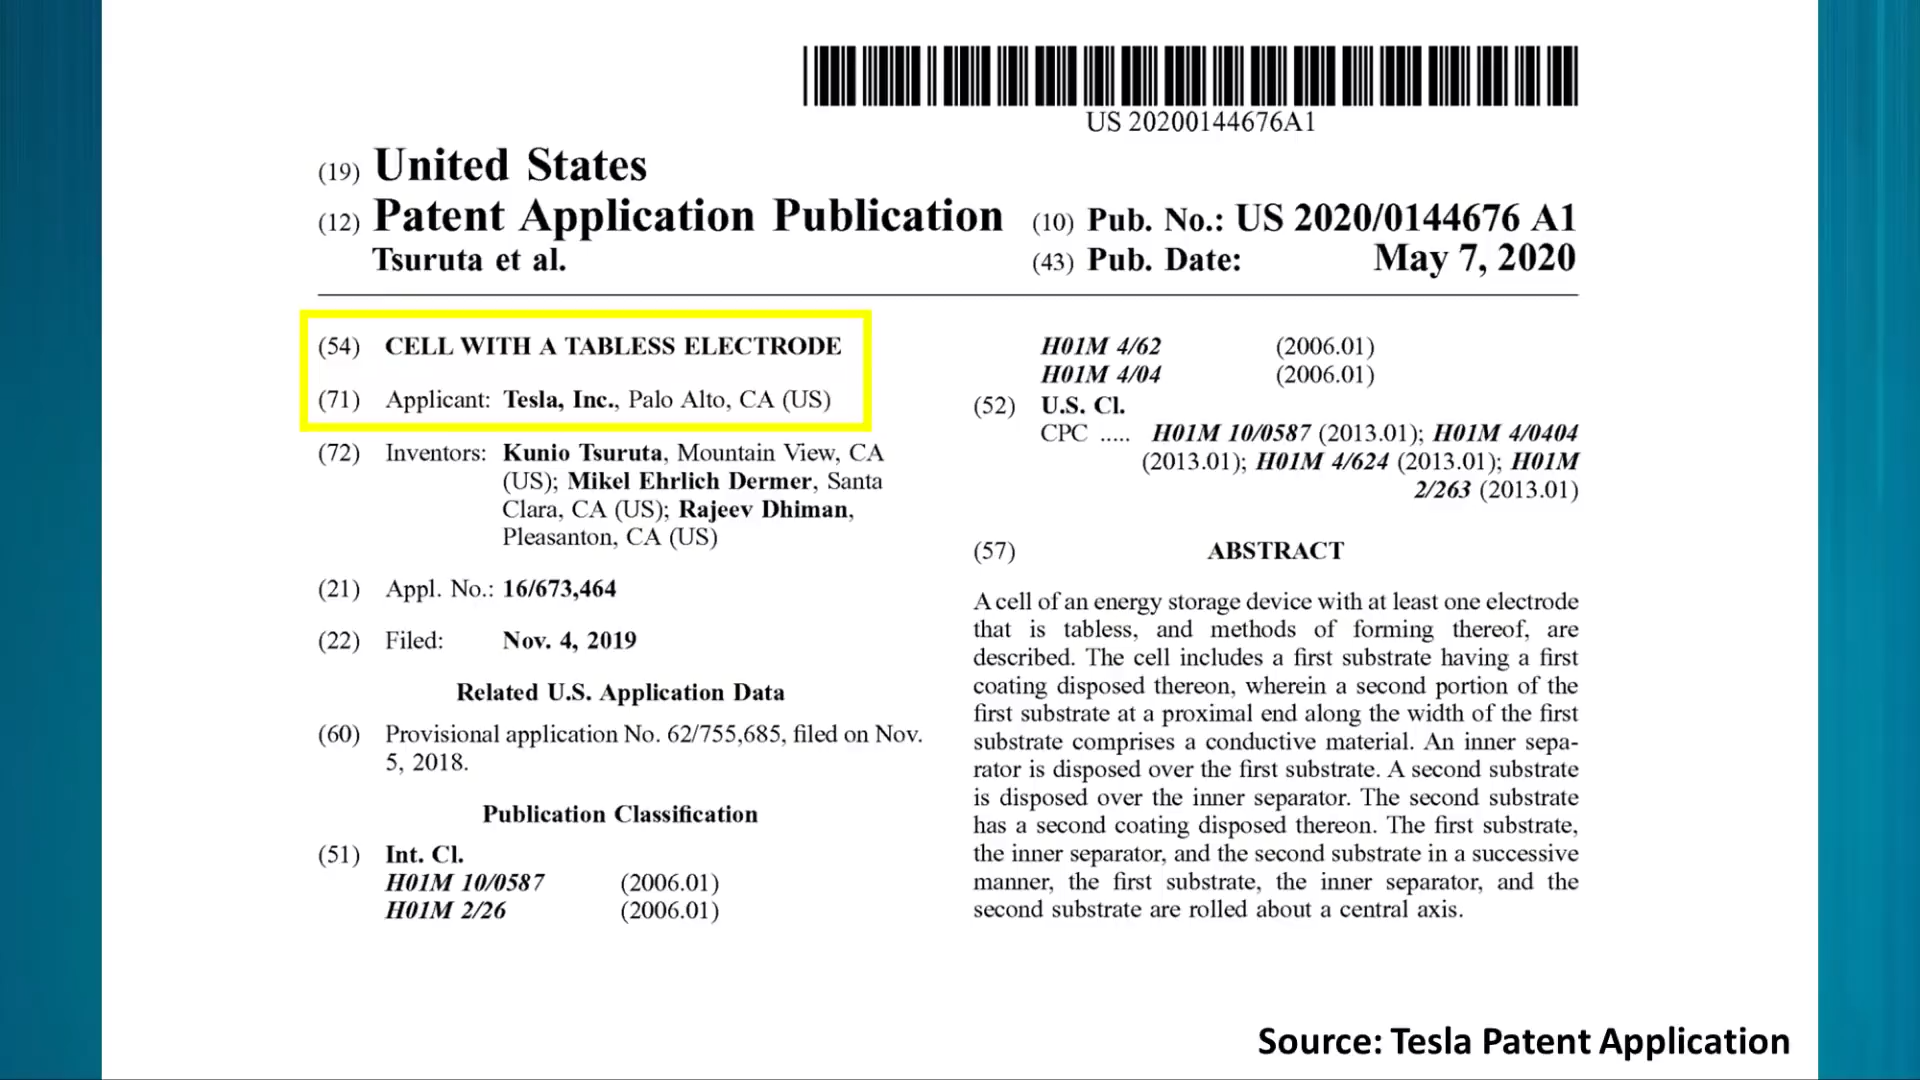 US 20200144676A1
(19) United States
(12) Patent Application Publication
Tsuruta et al.
(10) Pub. No.: US 2020/0144676 A1
(43) Pub. Date: May 7, 2020
(54) CELL WITH A TABLESS ELECTRODE
(71) Applicant: Tesla, Inc., Palo Alto, CA (US)
(72) Inventors: Kunio Tsuruta, Mountain View, CA
(US); Mikel Ehrlich Dermer, Santa
Clara, CA (US); Rajeev Dhiman,
Pleasanton, CA (US)
(21) Appl. No.: 16/673,464
(22) Filed: Nov. 4, 2019
Related U.S. Application Data
(60) Provisional application No. 62/755,685, filed on Nov.
5, 2018.
Publication Classification
(51) Int. Cl.
H01M 10/0587 (2006.01)
H01M 2/26 (2006.01)
H01M 4/62 (2006.01)
H01M 4/04 (2006.01)
(52) U.S. Cl.
CPC ..... H01M 10/0587 (2013.01); H01M 4/0404
(2013.01); H01M 4/624 (2013.01); H01M
2/263 (2013.01)
(57) ABSTRACT
A cell of an energy storage device with at least one electrode
that is tabless, and methods of forming thereof, are
described. The cell includes a first substrate having a first
coating disposed thereon, wherein a second portion of the
first substrate at a proximal end along the width of the first
substrate comprises a conductive material. An inner sepa-
rator is disposed over the first substrate. A second substrate
is disposed over the inner separator. The second substrate
has a second coating disposed thereon. The first substrate,
the inner separator, and the second substrate in a successive
manner, the first substrate, the inner separator, and the
second substrate are rolled about a central axis.
Source: Tesla Patent Application